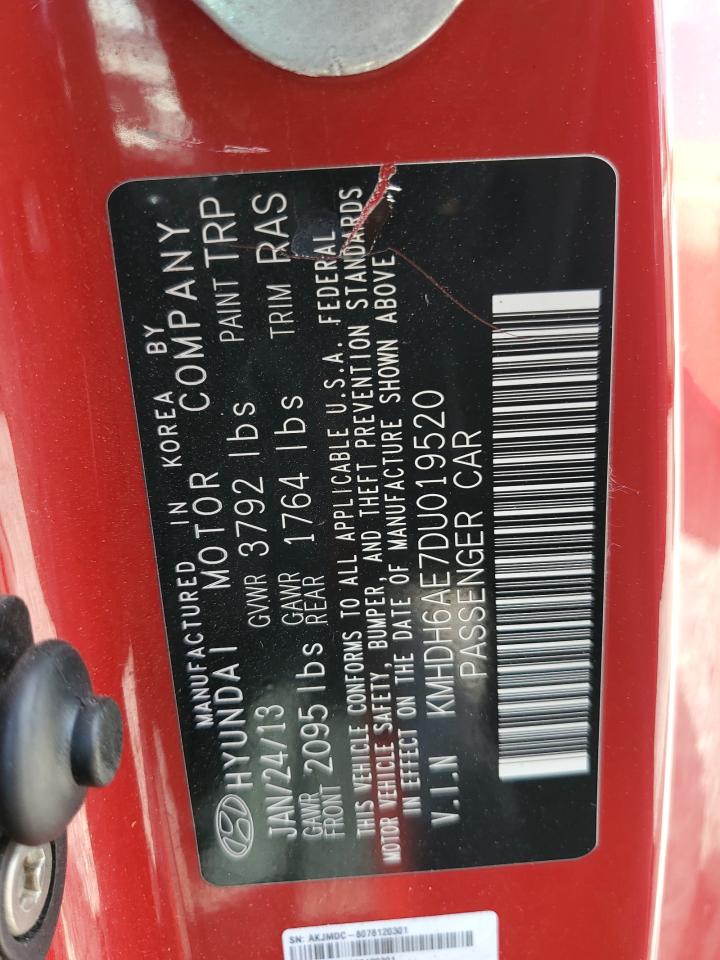 MANUFACTURED IN KOREA BY
HYUNDAI MOTOR COMPANY
JAN/24/13 GVWR 3792 lbs PAINT TRP
GAWR FRONT 2095 lbs GAWR REAR 1764 lbs TRIM RAS
THIS VEHICLE CONFORMS TO ALL APPLICABLE U.S.A. FEDERAL
MOTOR VEHICLE SAFETY, BUMPER, AND THEFT PREVENTION STANDARDS
IN EFFECT ON THE DATE OF MANUFACTURE SHOWN ABOVE
V.I.N KMHDH6AE7DU019520
PASSENGER CAR
SN: AKJMDC-8078120301